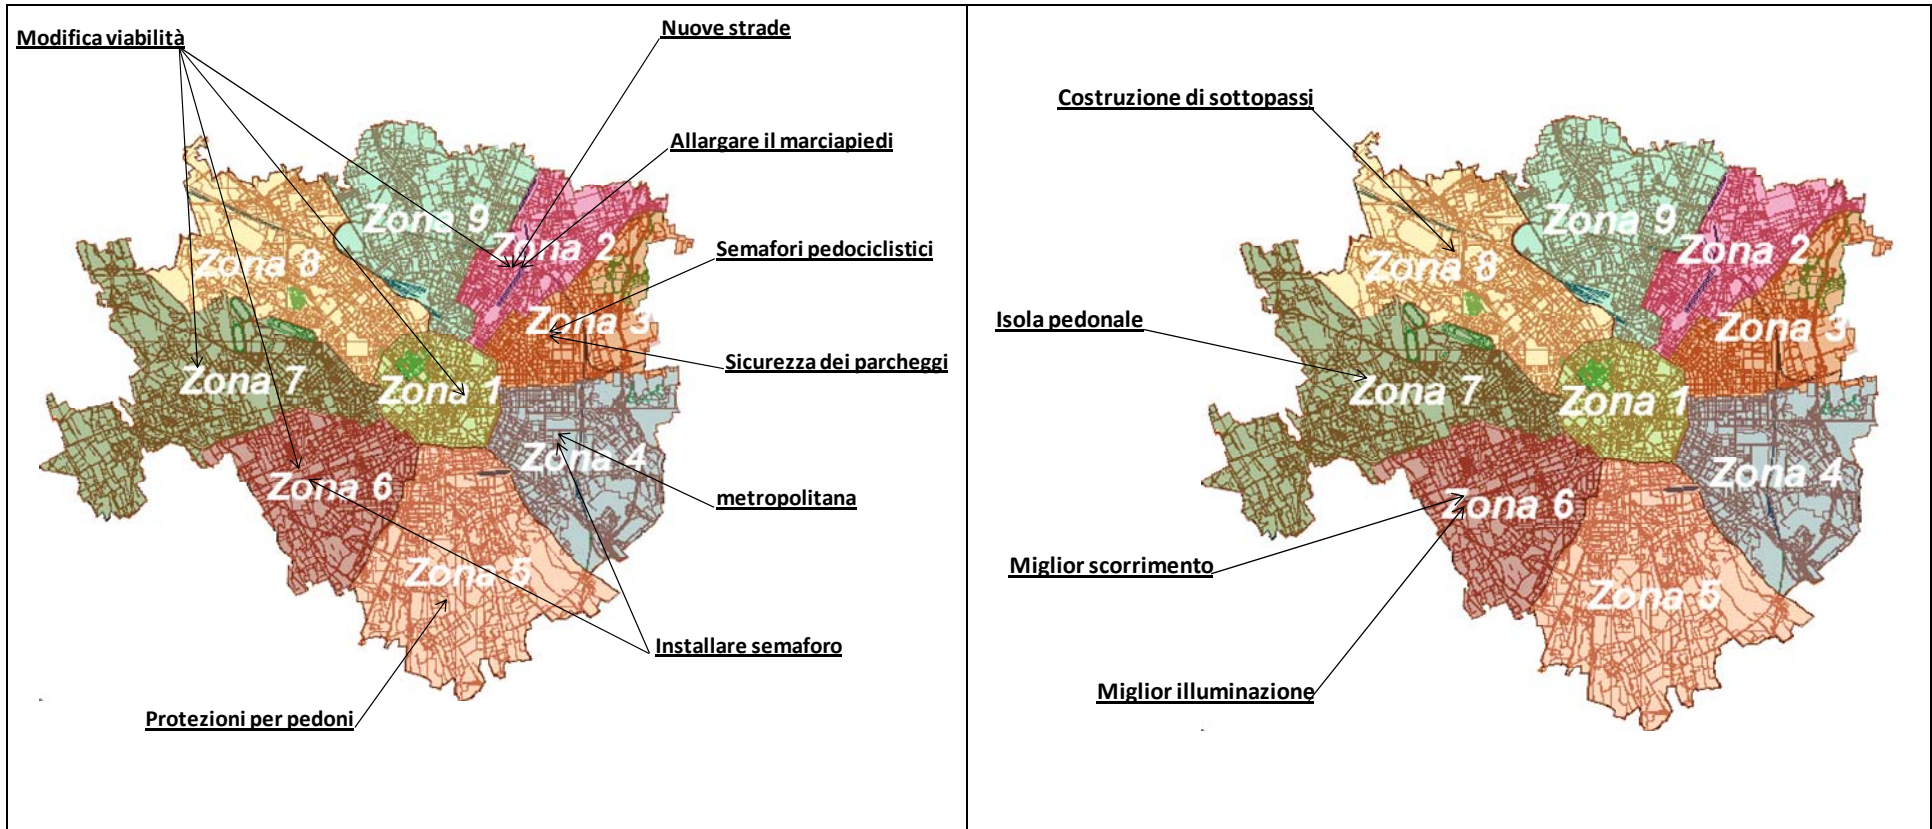 Modifica viabilità
Nuove strade
Allargare il marciapiedi
Zona 9
Zona 2
Semafori pedociclistici
Zona 8
Zona 3
Sicurezza dei parcheggi
Zona 7
Zona 1
Zona 4
Zona 6
metropolitana
Zona 5
Installare semaforo
Protezioni per pedoni
Costruzione di sottopassi
Zona 9
Zona 2
Zona 8
Isola pedonale
Zona 3
Zona 7
Zona 1
Zona 4
Zona 6
Miglior scorrimento
Zona 5
Miglior illuminazione